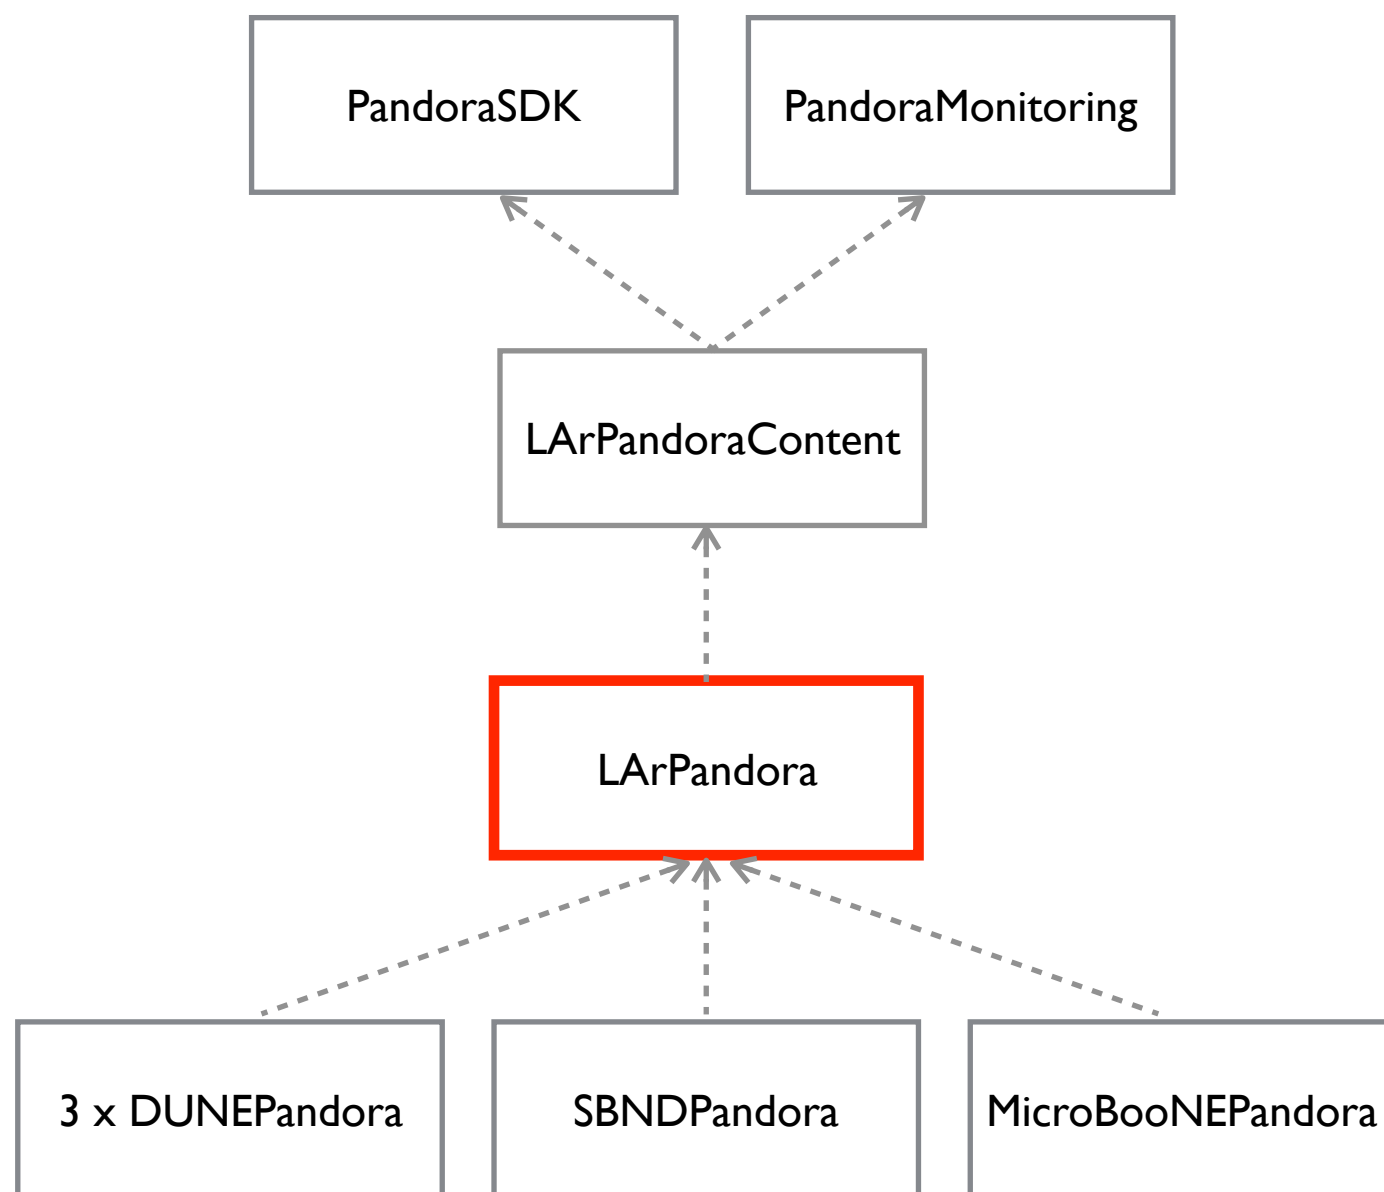 PandoraSDK
PandoraMonitoring
LArPandoraContent
LArPandora
3 x DUNEPandora
SBNDPandora
MicroBooNEPandora